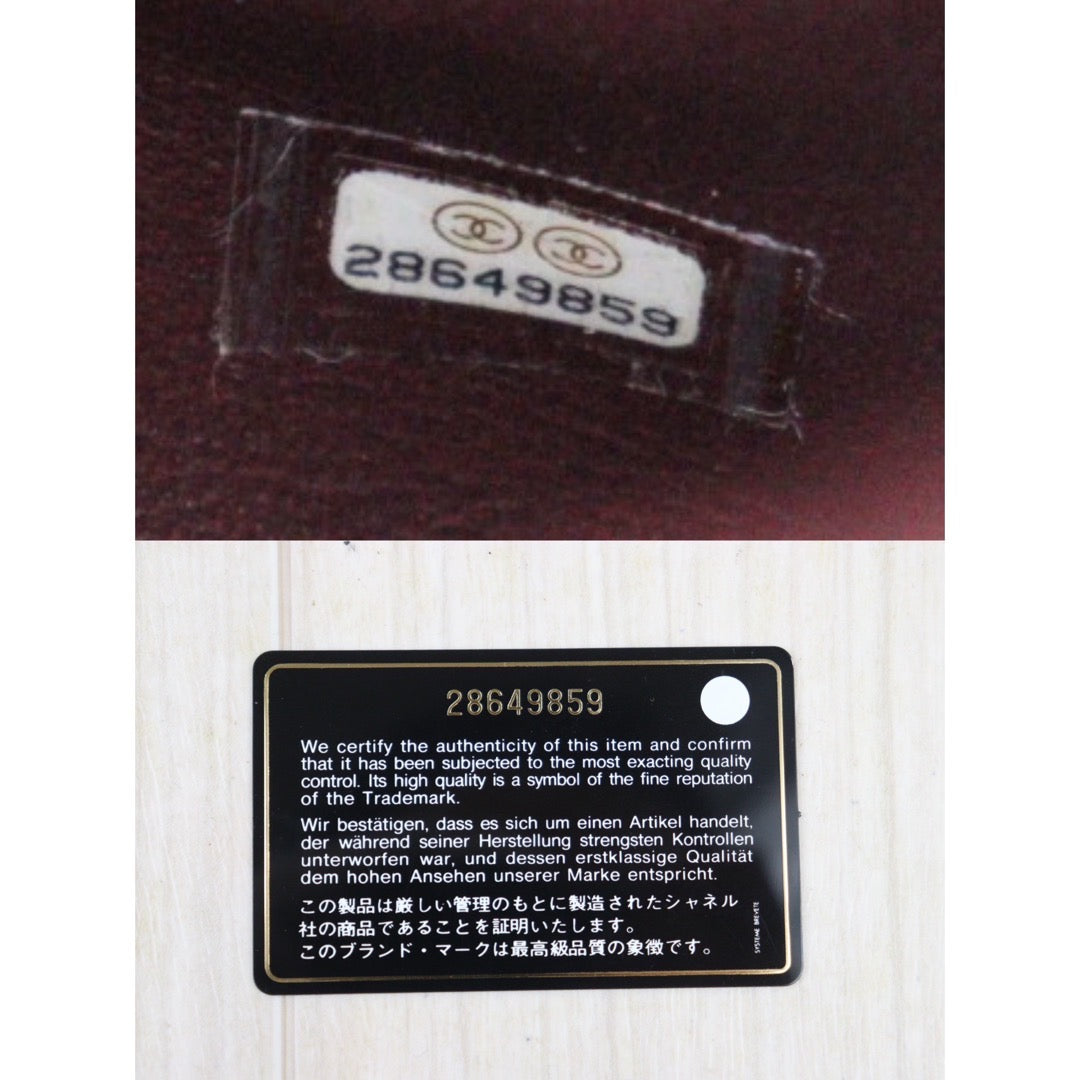 28649859
28649859
We certify the authenticity of this item and confirm
that it has been subjected to the most exacting quality
control. Its high quality is a symbol of the fine reputation
of the Trademark.
Wir bestätigen, dass es sich um einen Artikel handelt,
der während seiner Herstellung strengsten Kontrollen
unterworfen war, und dessen erstklassige Qualität
dem hohen Ansehen unserer Marke entspricht.
この製品は厳しい管理のもとに製造されたシャネル
社の商品であることを証明いたします。
このブランド・マークは最高級品質の象徴です。
SYSTEME BREVETE